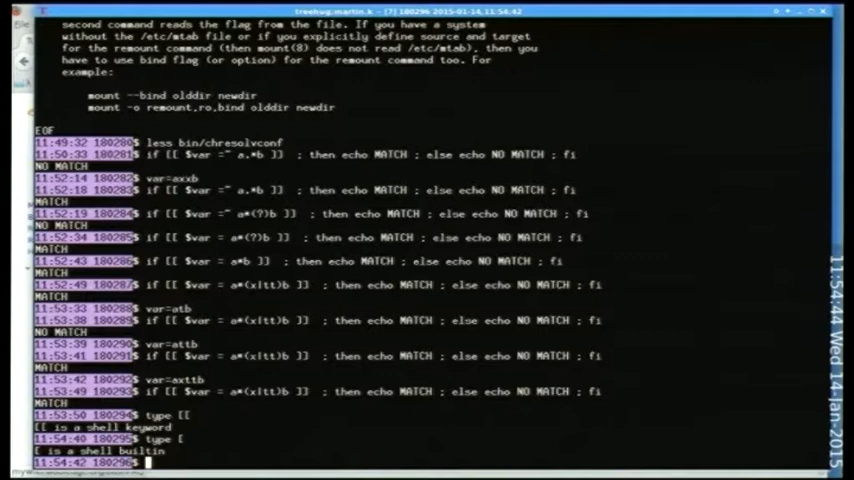 treehug:martin.k - [7] 180296 2015-01-14,11:54:42
second command reads the flag from the file. If you have a system
without the /etc/mtab file or if you explicitly define source and target
for the remount command (then mount(8) does not read /etc/mtab), then you
have to use bind flag (or option) for the remount command too. For
example:
mount --bind olddir newdir
mount -o remount,ro,bind olddir newdir
EOF
11:49:32 180280$ less bin/chresolvconf
11:50:33 180281$ if [[ $var =~ a.*b ]] ; then echo MATCH ; else echo NO MATCH ; fi
NO MATCH
11:52:14 180282$ var=axxb
11:52:18 180283$ if [[ $var =~ a.*b ]] ; then echo MATCH ; else echo NO MATCH ; fi
MATCH
11:52:19 180284$ if [[ $var =~ a*(?)b ]] ; then echo MATCH ; else echo NO MATCH ; fi
NO MATCH
11:52:34 180285$ if [[ $var = a*(?)b ]] ; then echo MATCH ; else echo NO MATCH ; fi
MATCH
11:52:43 180286$ if [[ $var = a*b ]] ; then echo MATCH ; else echo NO MATCH ; fi
MATCH
11:52:49 180287$ if [[ $var = a*(x|tt)b ]] ; then echo MATCH ; else echo NO MATCH ; fi
MATCH
11:53:33 180288$ var=atb
11:53:38 180289$ if [[ $var = a*(x|tt)b ]] ; then echo MATCH ; else echo NO MATCH ; fi
NO MATCH
11:53:39 180290$ var=attb
11:53:41 180291$ if [[ $var = a*(x|tt)b ]] ; then echo MATCH ; else echo NO MATCH ; fi
MATCH
11:53:42 180292$ var=axttb
11:53:49 180293$ if [[ $var = a*(x|tt)b ]] ; then echo MATCH ; else echo NO MATCH ; fi
MATCH
11:53:50 180294$ type [[
[[ is a shell keyword
11:54:40 180295$ type [
[ is a shell builtin
11:54:42 180296$
11:54:44 Wed 14-Jan-2015